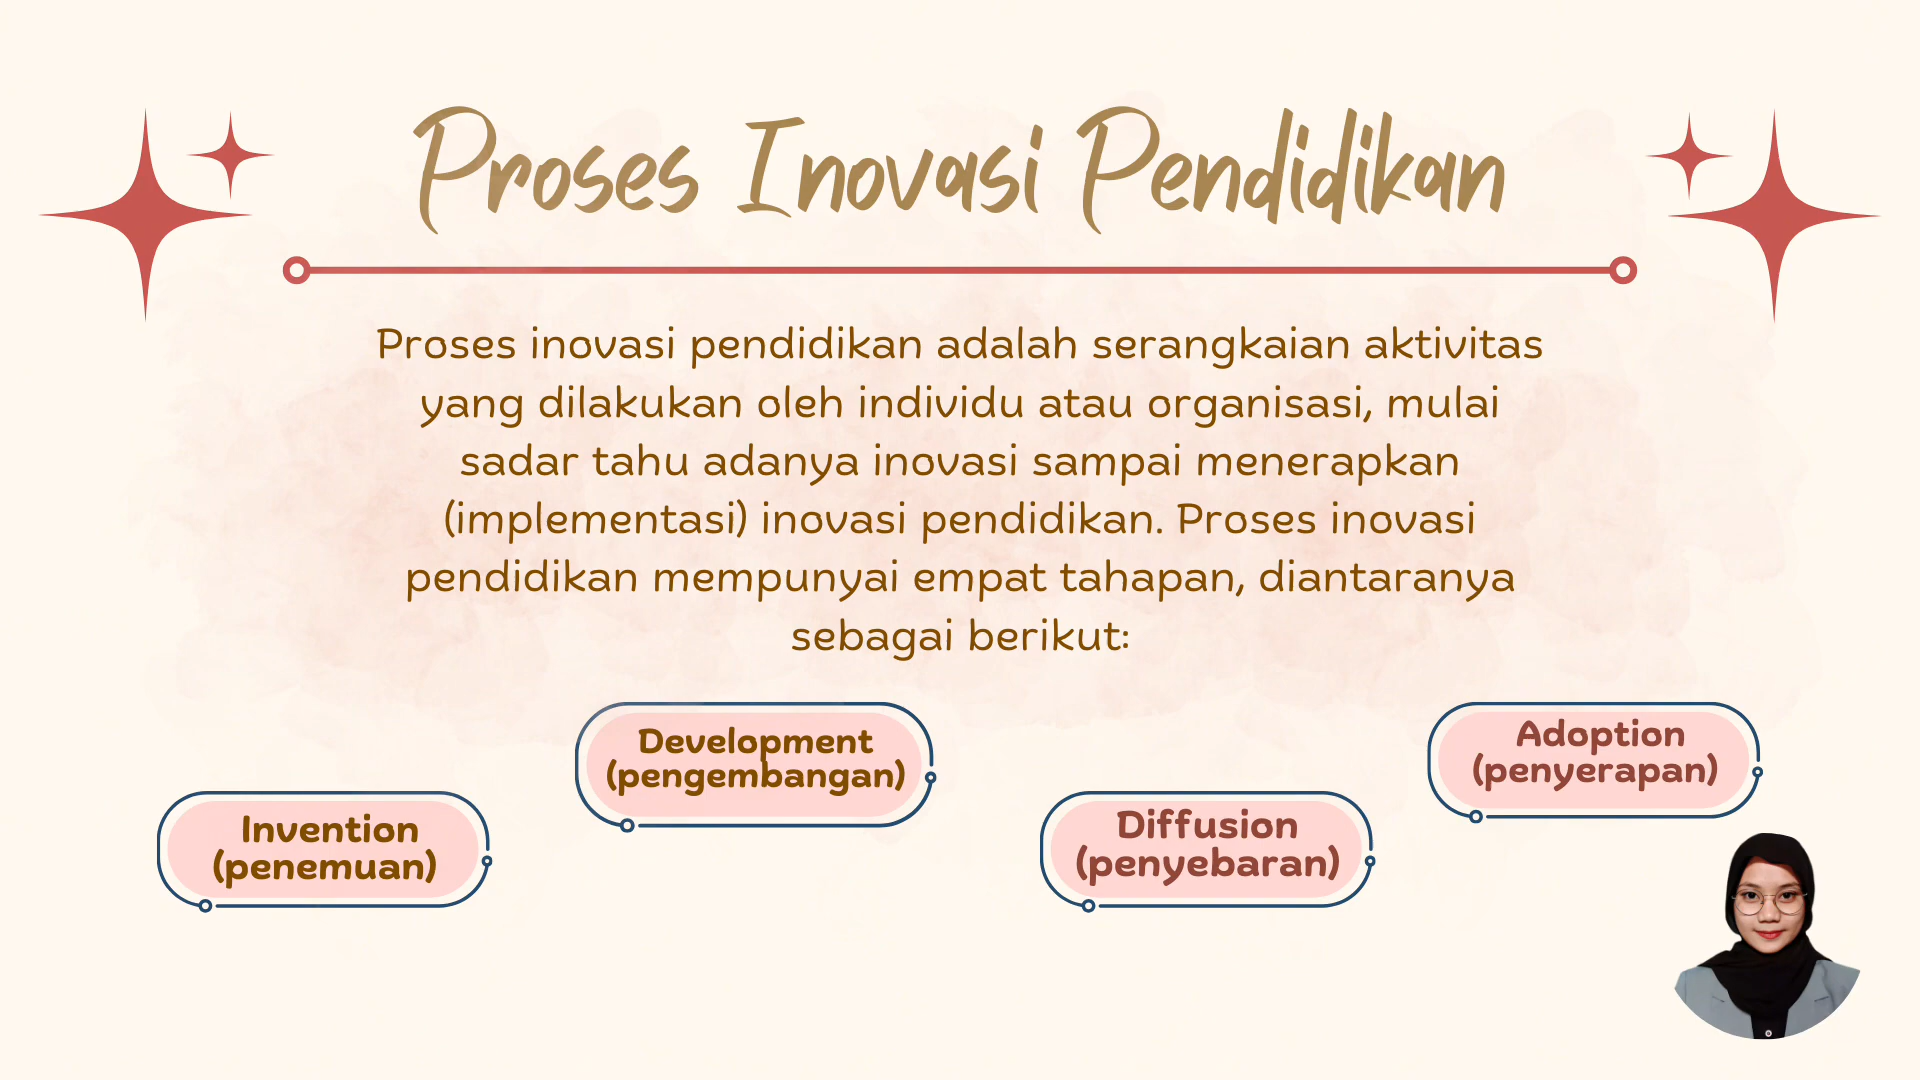 Proses Inovasi Pendidikan
Proses inovasi pendidikan adalah serangkaian aktivitas
yang dilakukan oleh individu atau organisasi, mulai
sadar tahu adanya inovasi sampai menerapkan
(implementasi) inovasi pendidikan. Proses inovasi
pendidikan mempunyai empat tahapan, diantaranya
sebagai berikut:
Invention
(penemuan)
Development
(pengembangan)
Diffusion
(penyebaran)
Adoption
(penyerapan)